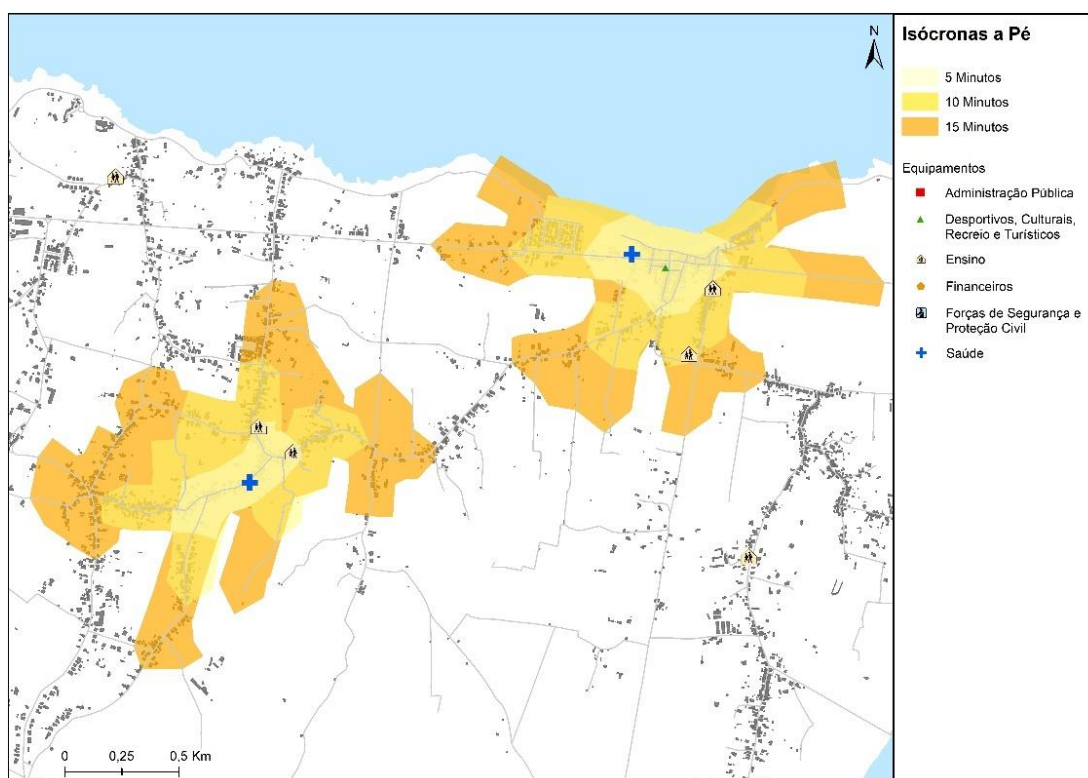 N
Isócronas a Pé
5 Minutos
10 Minutos
15 Minutos
Equipamentos
Administração Pública
Desportivos, Culturais,
Recreio e Turísticos
Ensino
Financeiros
Forças de Segurança e
Proteção Civil
Saúde
0 0,25 0,5 Km